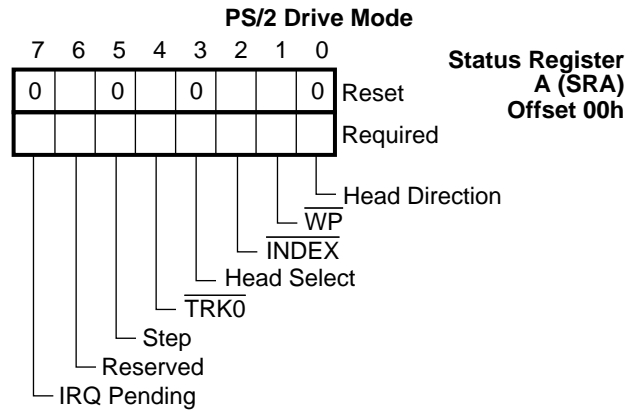 PS/2 Drive Mode
7 6 5 4 3 2 1 0
Status Register
A (SRA)
Offset 00h
0 0 0 0 Reset
Required
Head Direction
WP
INDEX
Head Select
TRK0
Step
Reserved
IRQ Pending